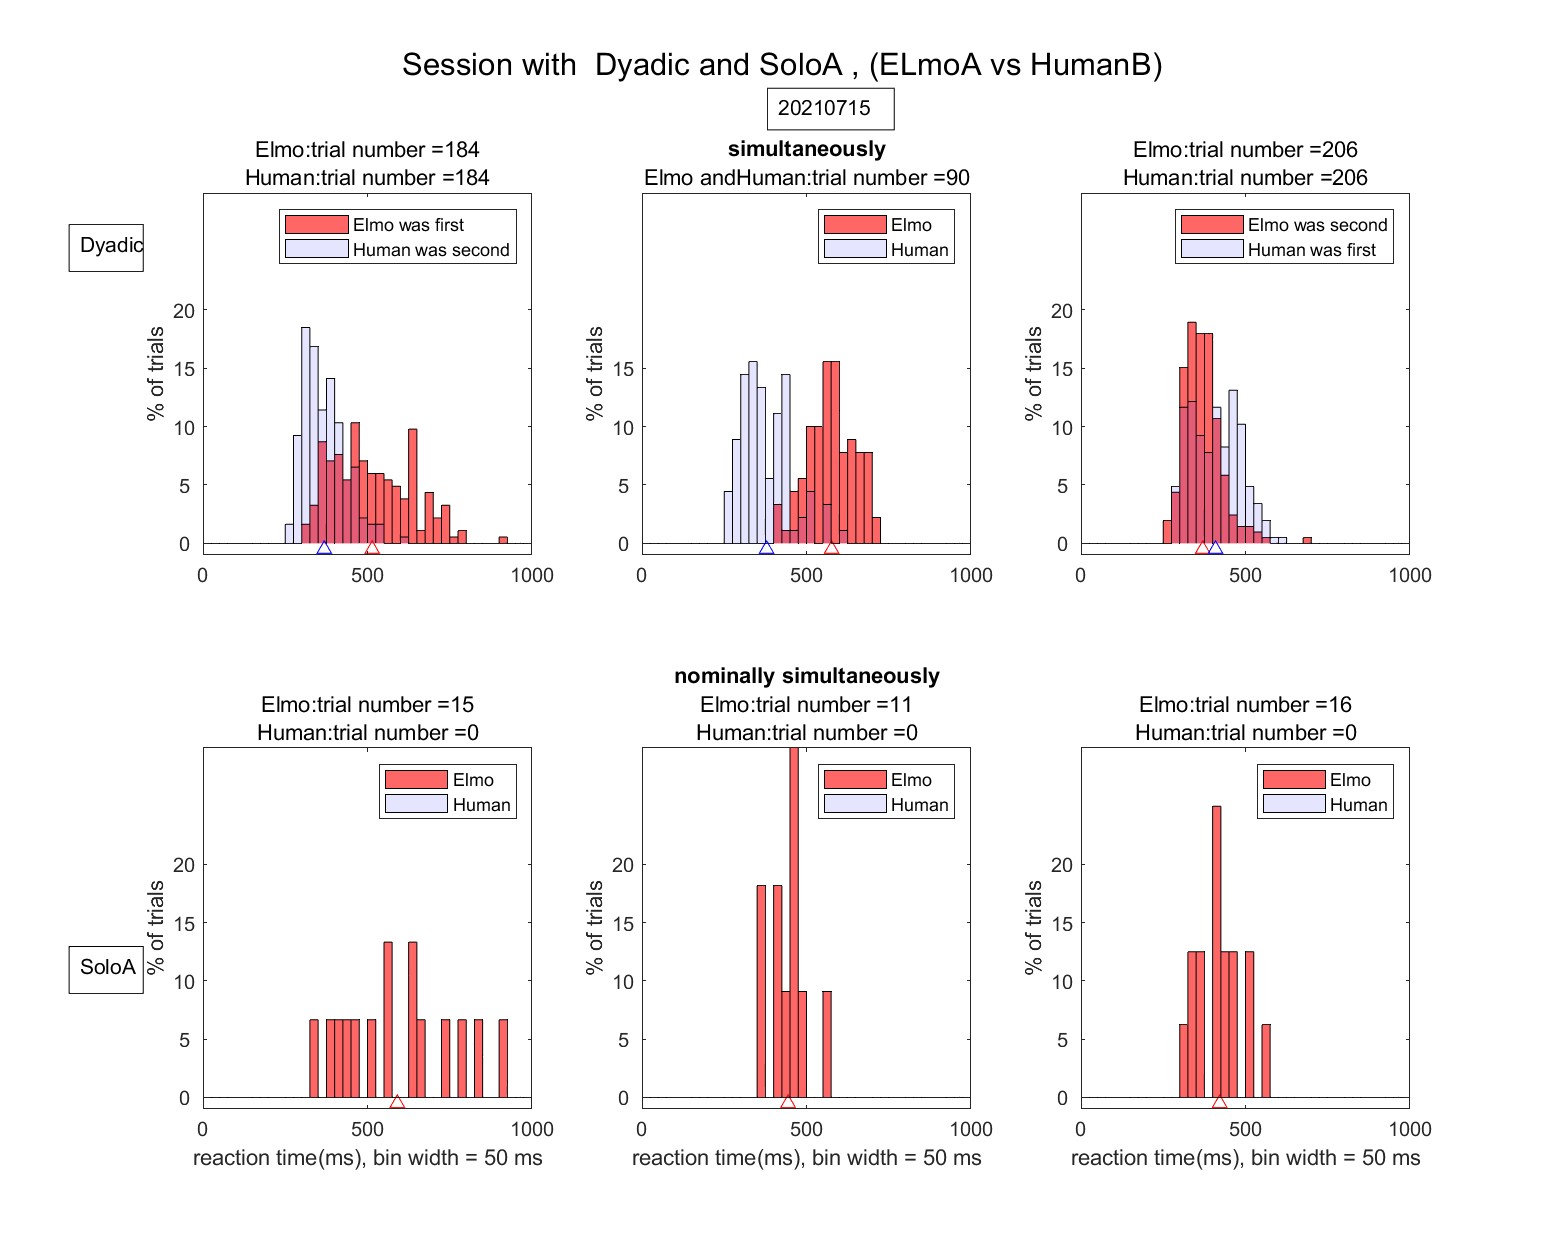 Session with  Dyadic and SoloA , (ELmoA vs HumanB)
20210715
Elmo:trial number =184
Human:trial number =184
Dyadic
Elmo was first
Human was second
% of trials
20
15
10
5
0
0
500
1000
simultaneously
Elmo andHuman:trial number =90
Elmo
Human
% of trials
15
10
5
0
0
500
1000
Elmo:trial number =206
Human:trial number =206
Elmo was second
Human was first
% of trials
20
15
10
5
0
0
500
1000
Elmo:trial number =15
Human:trial number =0
SoloA
Elmo
Human
% of trials
20
15
10
5
0
0
500
1000
reaction time(ms), bin width = 50 ms
nominally simultaneously
Elmo:trial number =11
Human:trial number =0
Elmo
Human
% of trials
20
15
10
5
0
0
500
1000
reaction time(ms), bin width = 50 ms
Elmo:trial number =16
Human:trial number =0
Elmo
Human
% of trials
20
15
10
5
0
0
500
1000
reaction time(ms), bin width = 50 ms